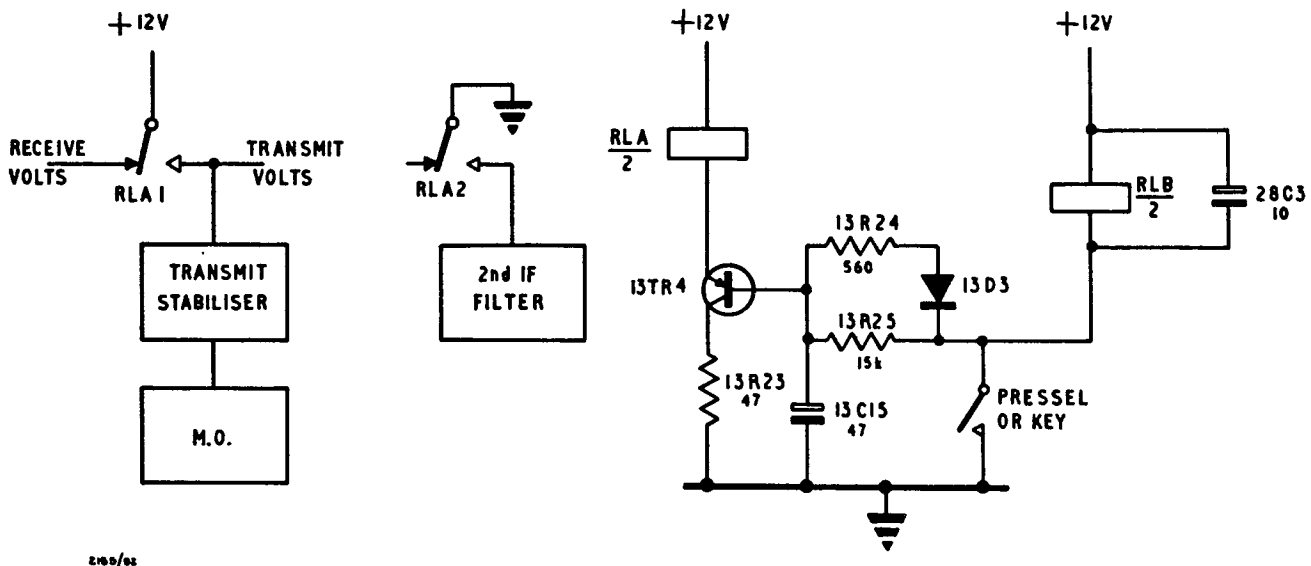 +12V
RECEIVE
VOLTS
RLA1
TRANSMIT
VOLTS
TRANSMIT
STABILISER
M.O.
RLA2
2nd IF
FILTER
+12V
RLA
2
13TR4
13R23
47
13R24
560
13D3
13R25
15k
13C15
47
PRESSEL
OR KEY
+12V
RLB
2
28C3
10